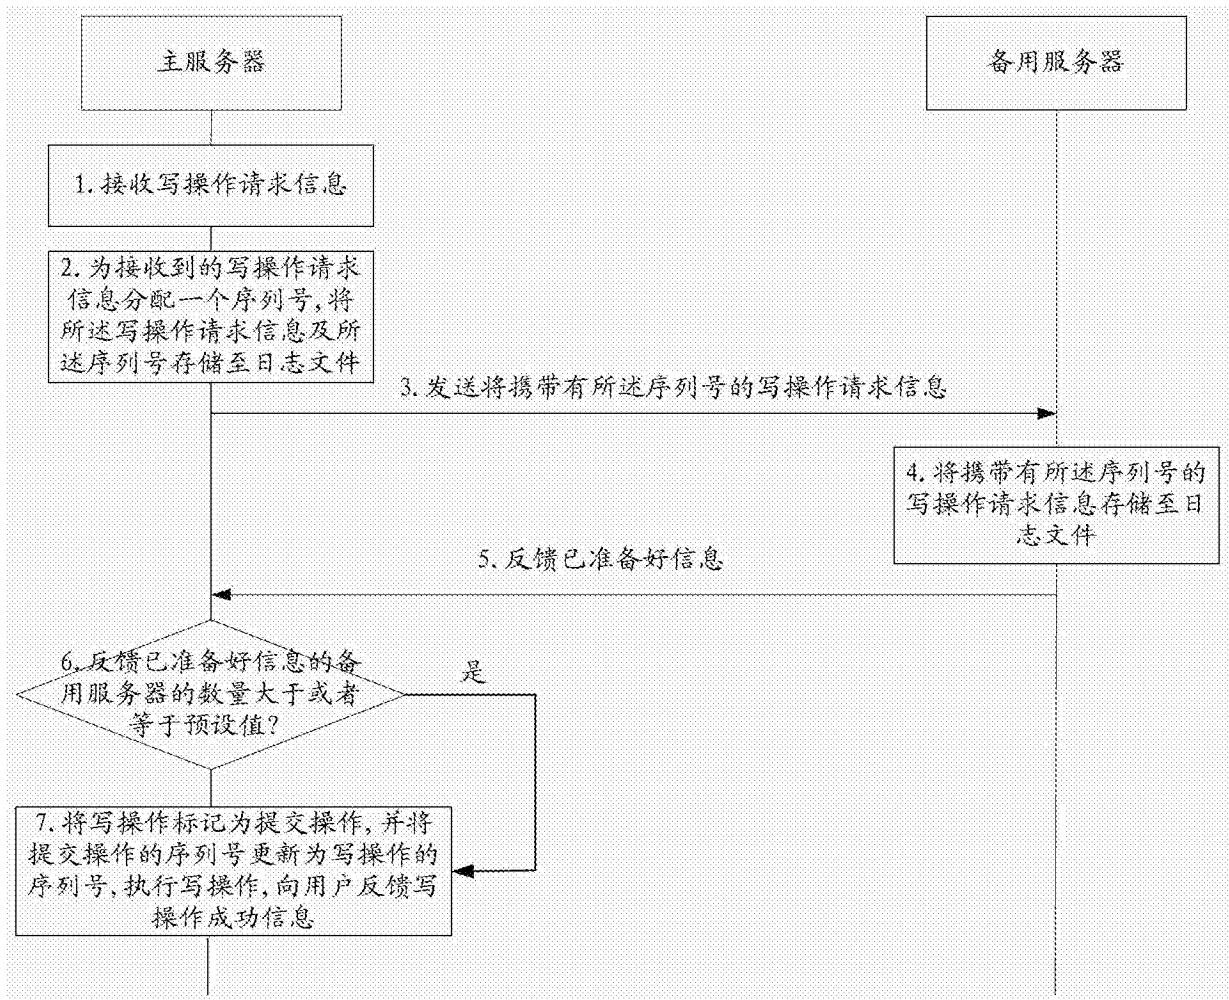 主服务器
备用服务器
1.接收写操作请求信息
2.为接收到的写操作请求
信息分配一个序列号,将
所述写操作请求信息及所
述序列号存储至日志文件
3.发送将携带有所述序列号的写操作请求信息
4.将携带有所述序列号的
写操作请求信息存储至日
志文件
5、反馈已准备好信息
6、反馈已准备好信息的备
用服务器的数量大于或者
等于预设值?
是
7.将写操作标记为提交操作,并将
提交操作的序列号更新为写操作的
序列号,执行写操作,向用户反馈写
操作成功信息